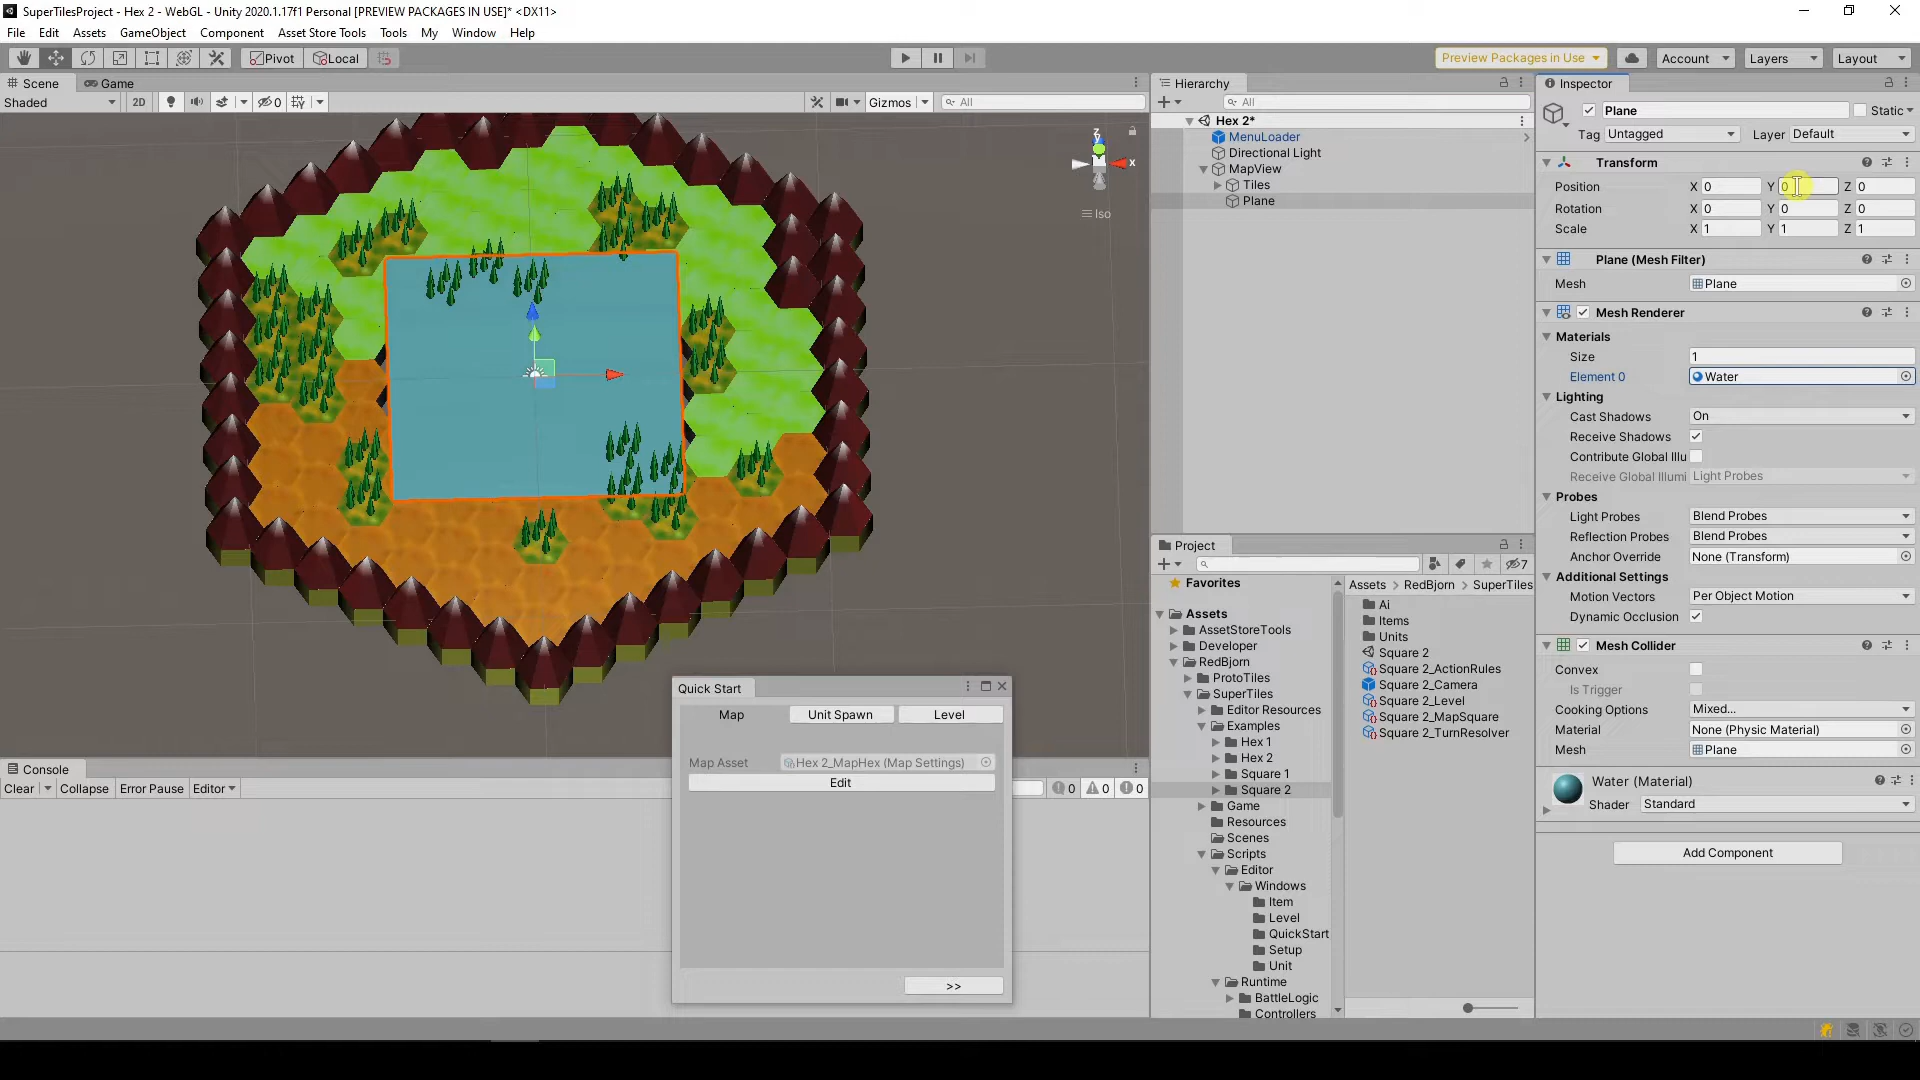 SuperTilesProject - Hex 2 - WebGL - Unity 2020.1.17f1 Personal [PREVIEW PACKAGES IN USE]* <DX11>
File Edit Assets GameObject Component Asset Store Tools Tools My Window Help
Pivot Local Preview Packages in Use Account Layers Layout
Scene Game
Shaded 2D 0 Gizmos All
z
x
Iso
Hierarchy
All
Hex 2*
MenuLoader
Directional Light
MapView
Tiles
Plane
Project
7
Favorites
Assets
AssetStoreTools
Developer
RedBjorn
ProtoTiles
SuperTiles
Editor Resources
Examples
Hex 1
Hex 2
Square 1
Square 2
Game
Resources
Scenes
Scripts
Editor
Windows
Item
Level
QuickStart
Setup
Unit
Runtime
BattleLogic
Controllers
Assets RedBjorn SuperTiles
Ai
Items
Units
Square 2
Square 2_ActionRules
Square 2_Camera
Square 2_Level
Square 2_MapSquare
Square 2_TurnResolver
Inspector
Plane Static
Tag Untagged Layer Default
Transform
Position X 0 Y 0 Z 0
Rotation X 0 Y 0 Z 0
Scale X 1 Y 1 Z 1
Plane (Mesh Filter)
Mesh Plane
Mesh Renderer
Materials
Size 1
Element 0 Water
Lighting
Cast Shadows On
Receive Shadows
Contribute Global Illu
Receive Global Illumi Light Probes
Probes
Light Probes Blend Probes
Reflection Probes Blend Probes
Anchor Override None (Transform)
Additional Settings
Motion Vectors Per Object Motion
Dynamic Occlusion
Mesh Collider
Convex
Is Trigger
Cooking Options Mixed...
Material None (Physic Material)
Mesh Plane
Water (Material)
Shader Standard
Add Component
Quick Start
Map Unit Spawn Level
Map Asset Hex 2_MapHex (Map Settings)
Edit
>>
Console
Clear Collapse Error Pause Editor 0 0 0